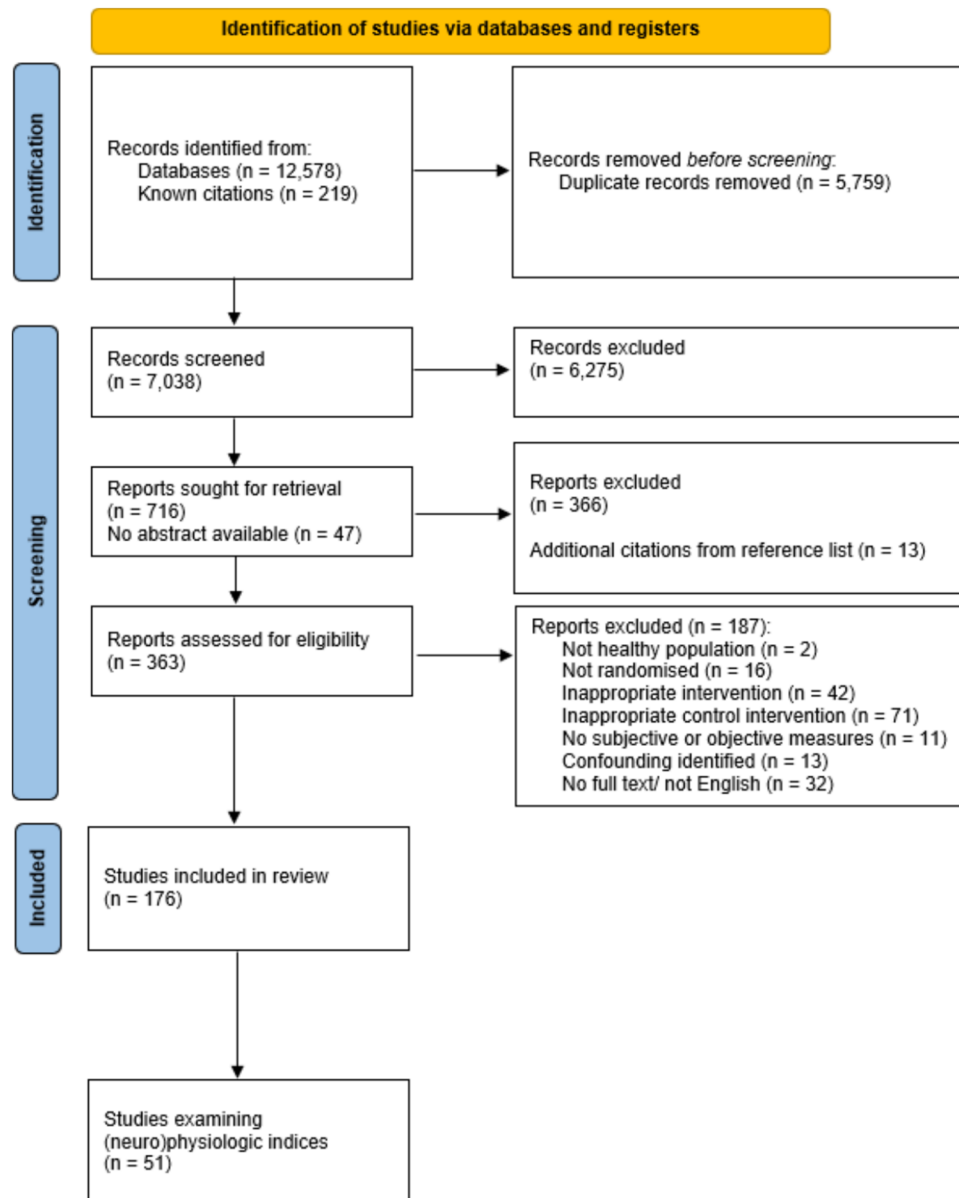 Identification of studies via databases and registers
Identification
Records identified from:
Databases (n = 12,578)
Known citations (n = 219)
Records removed before screening:
Duplicate records removed (n = 5,759)
Screening
Records screened
(n = 7,038)
Records excluded
(n = 6,275)
Reports sought for retrieval
(n = 716)
No abstract available (n = 47)
Reports excluded
(n = 366)
Additional citations from reference list (n = 13)
Reports assessed for eligibility
(n = 363)
Reports excluded (n = 187):
Not healthy population (n = 2)
Not randomised (n = 16)
Inappropriate intervention (n = 42)
Inappropriate control intervention (n = 71)
No subjective or objective measures (n = 11)
Confounding identified (n = 13)
No full text/ not English (n = 32)
Included
Studies included in review
(n = 176)
Studies examining
(neuro)physiologic indices
(n = 51)